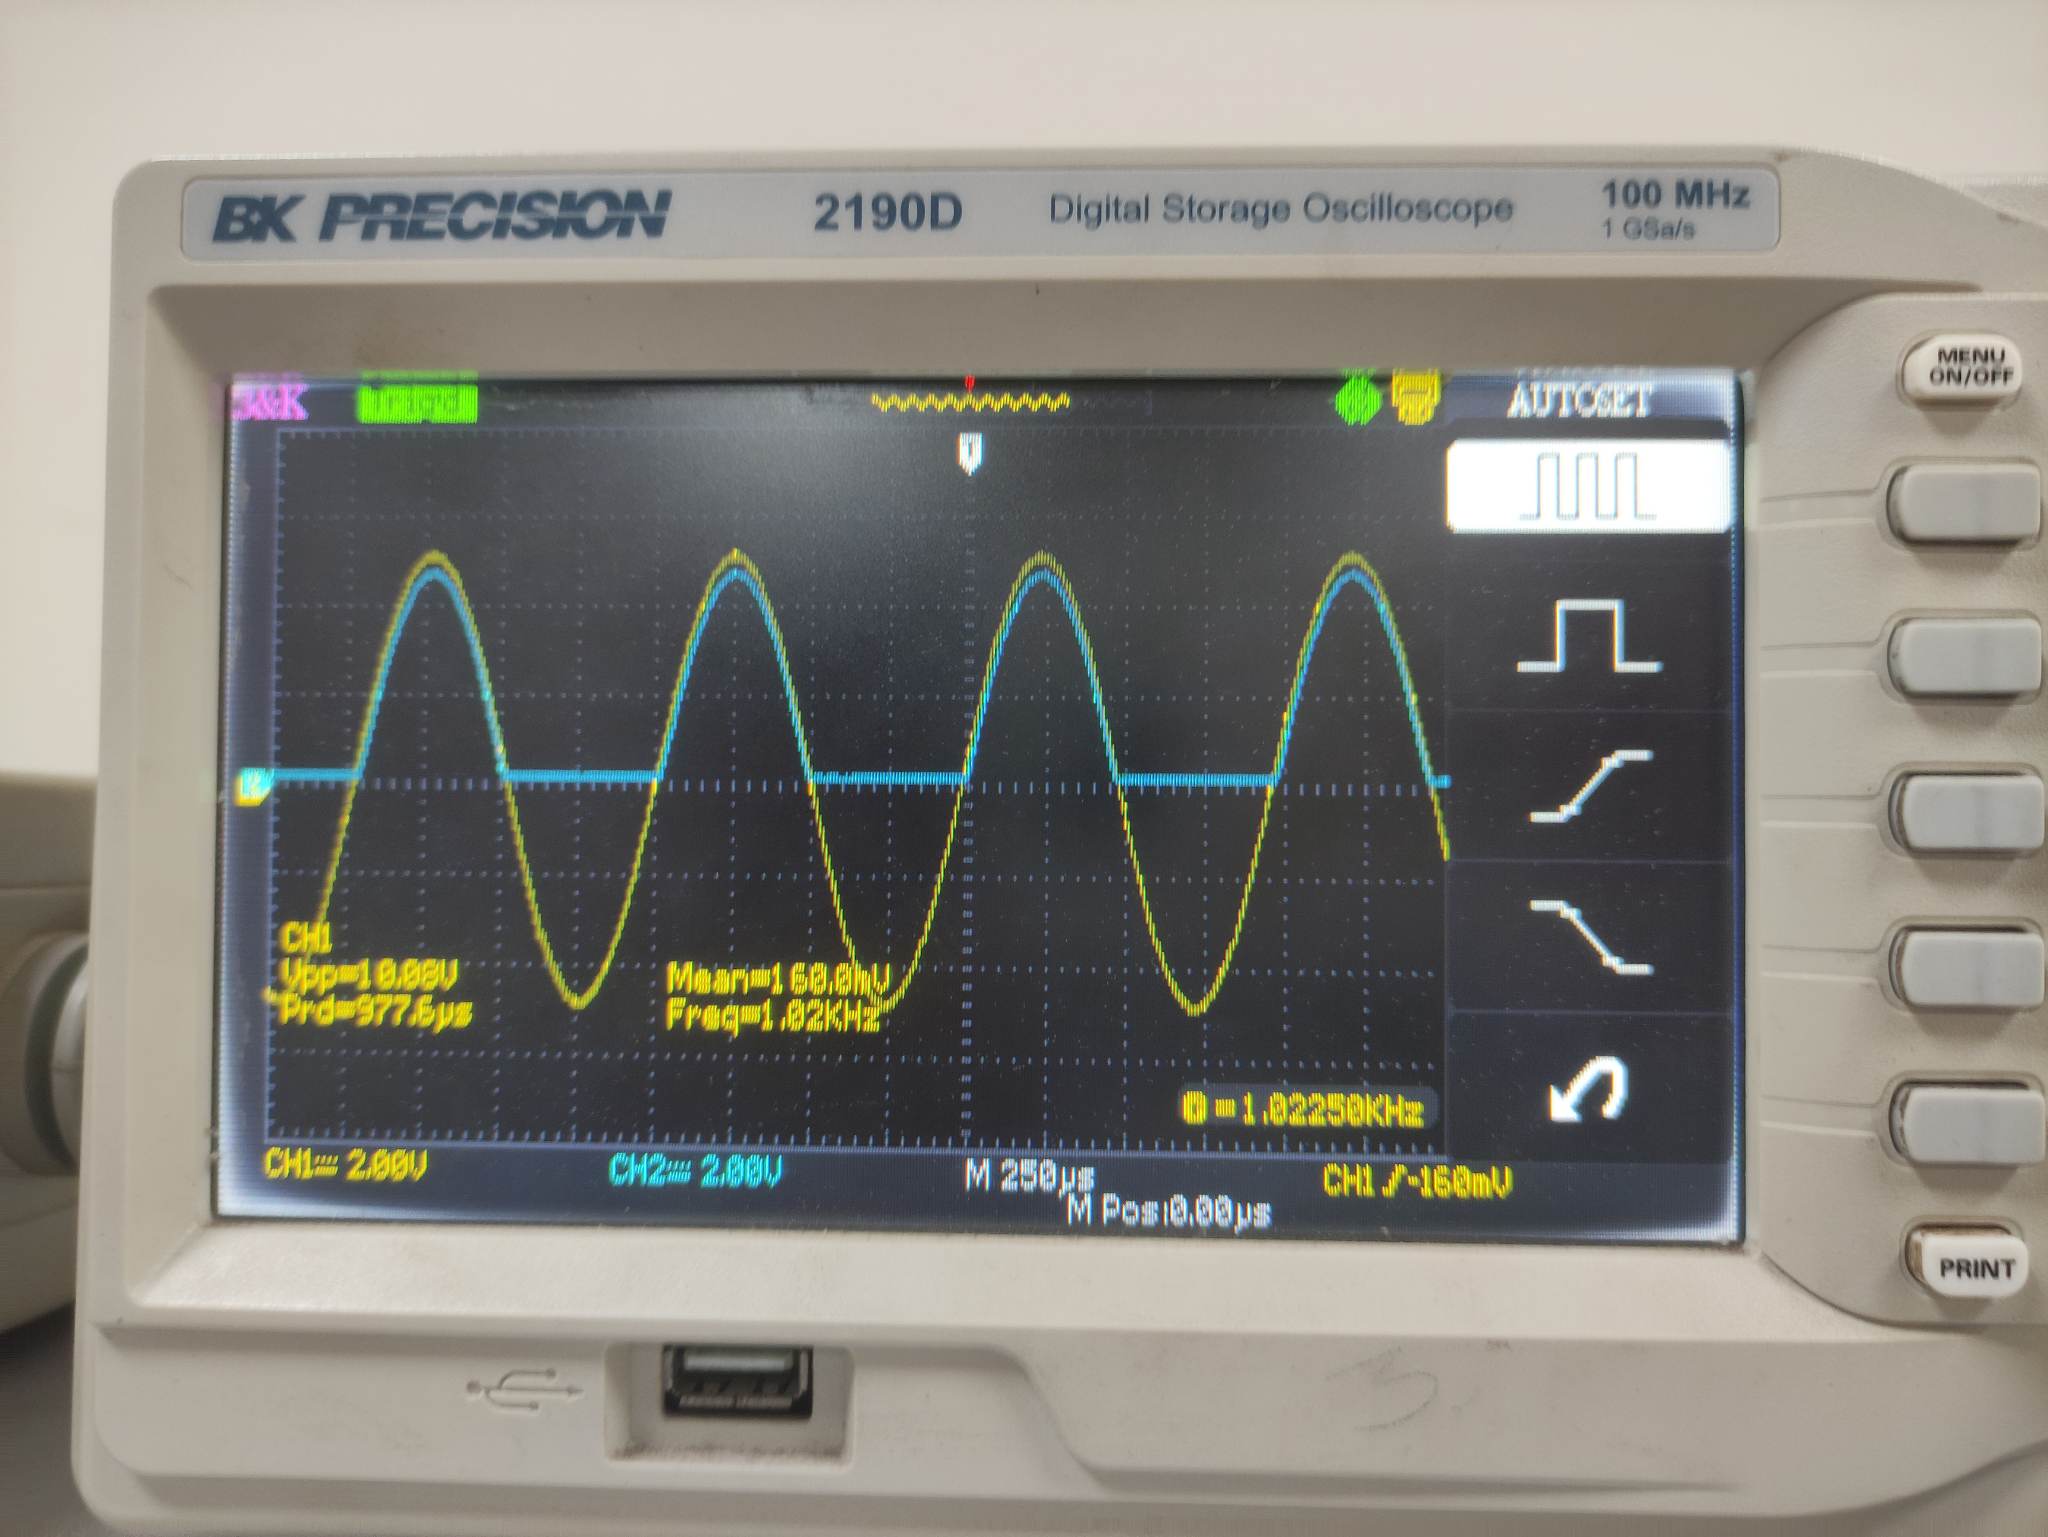 BK PRECISION
2190D
Digital Storage Oscilloscope
100 MHz
1 GSa/s
MENU
ON/OFF
AUTOSET
CH1
Vpp=10.08V
Mean=160.0mV
Prd=977.6µs
Freq=1.02KHz
=1.02250KHz
CH1 2.00V
CH2 2.00V
M 250µs
CH1 -160mV
M Pos:0.00µs
PRINT
3